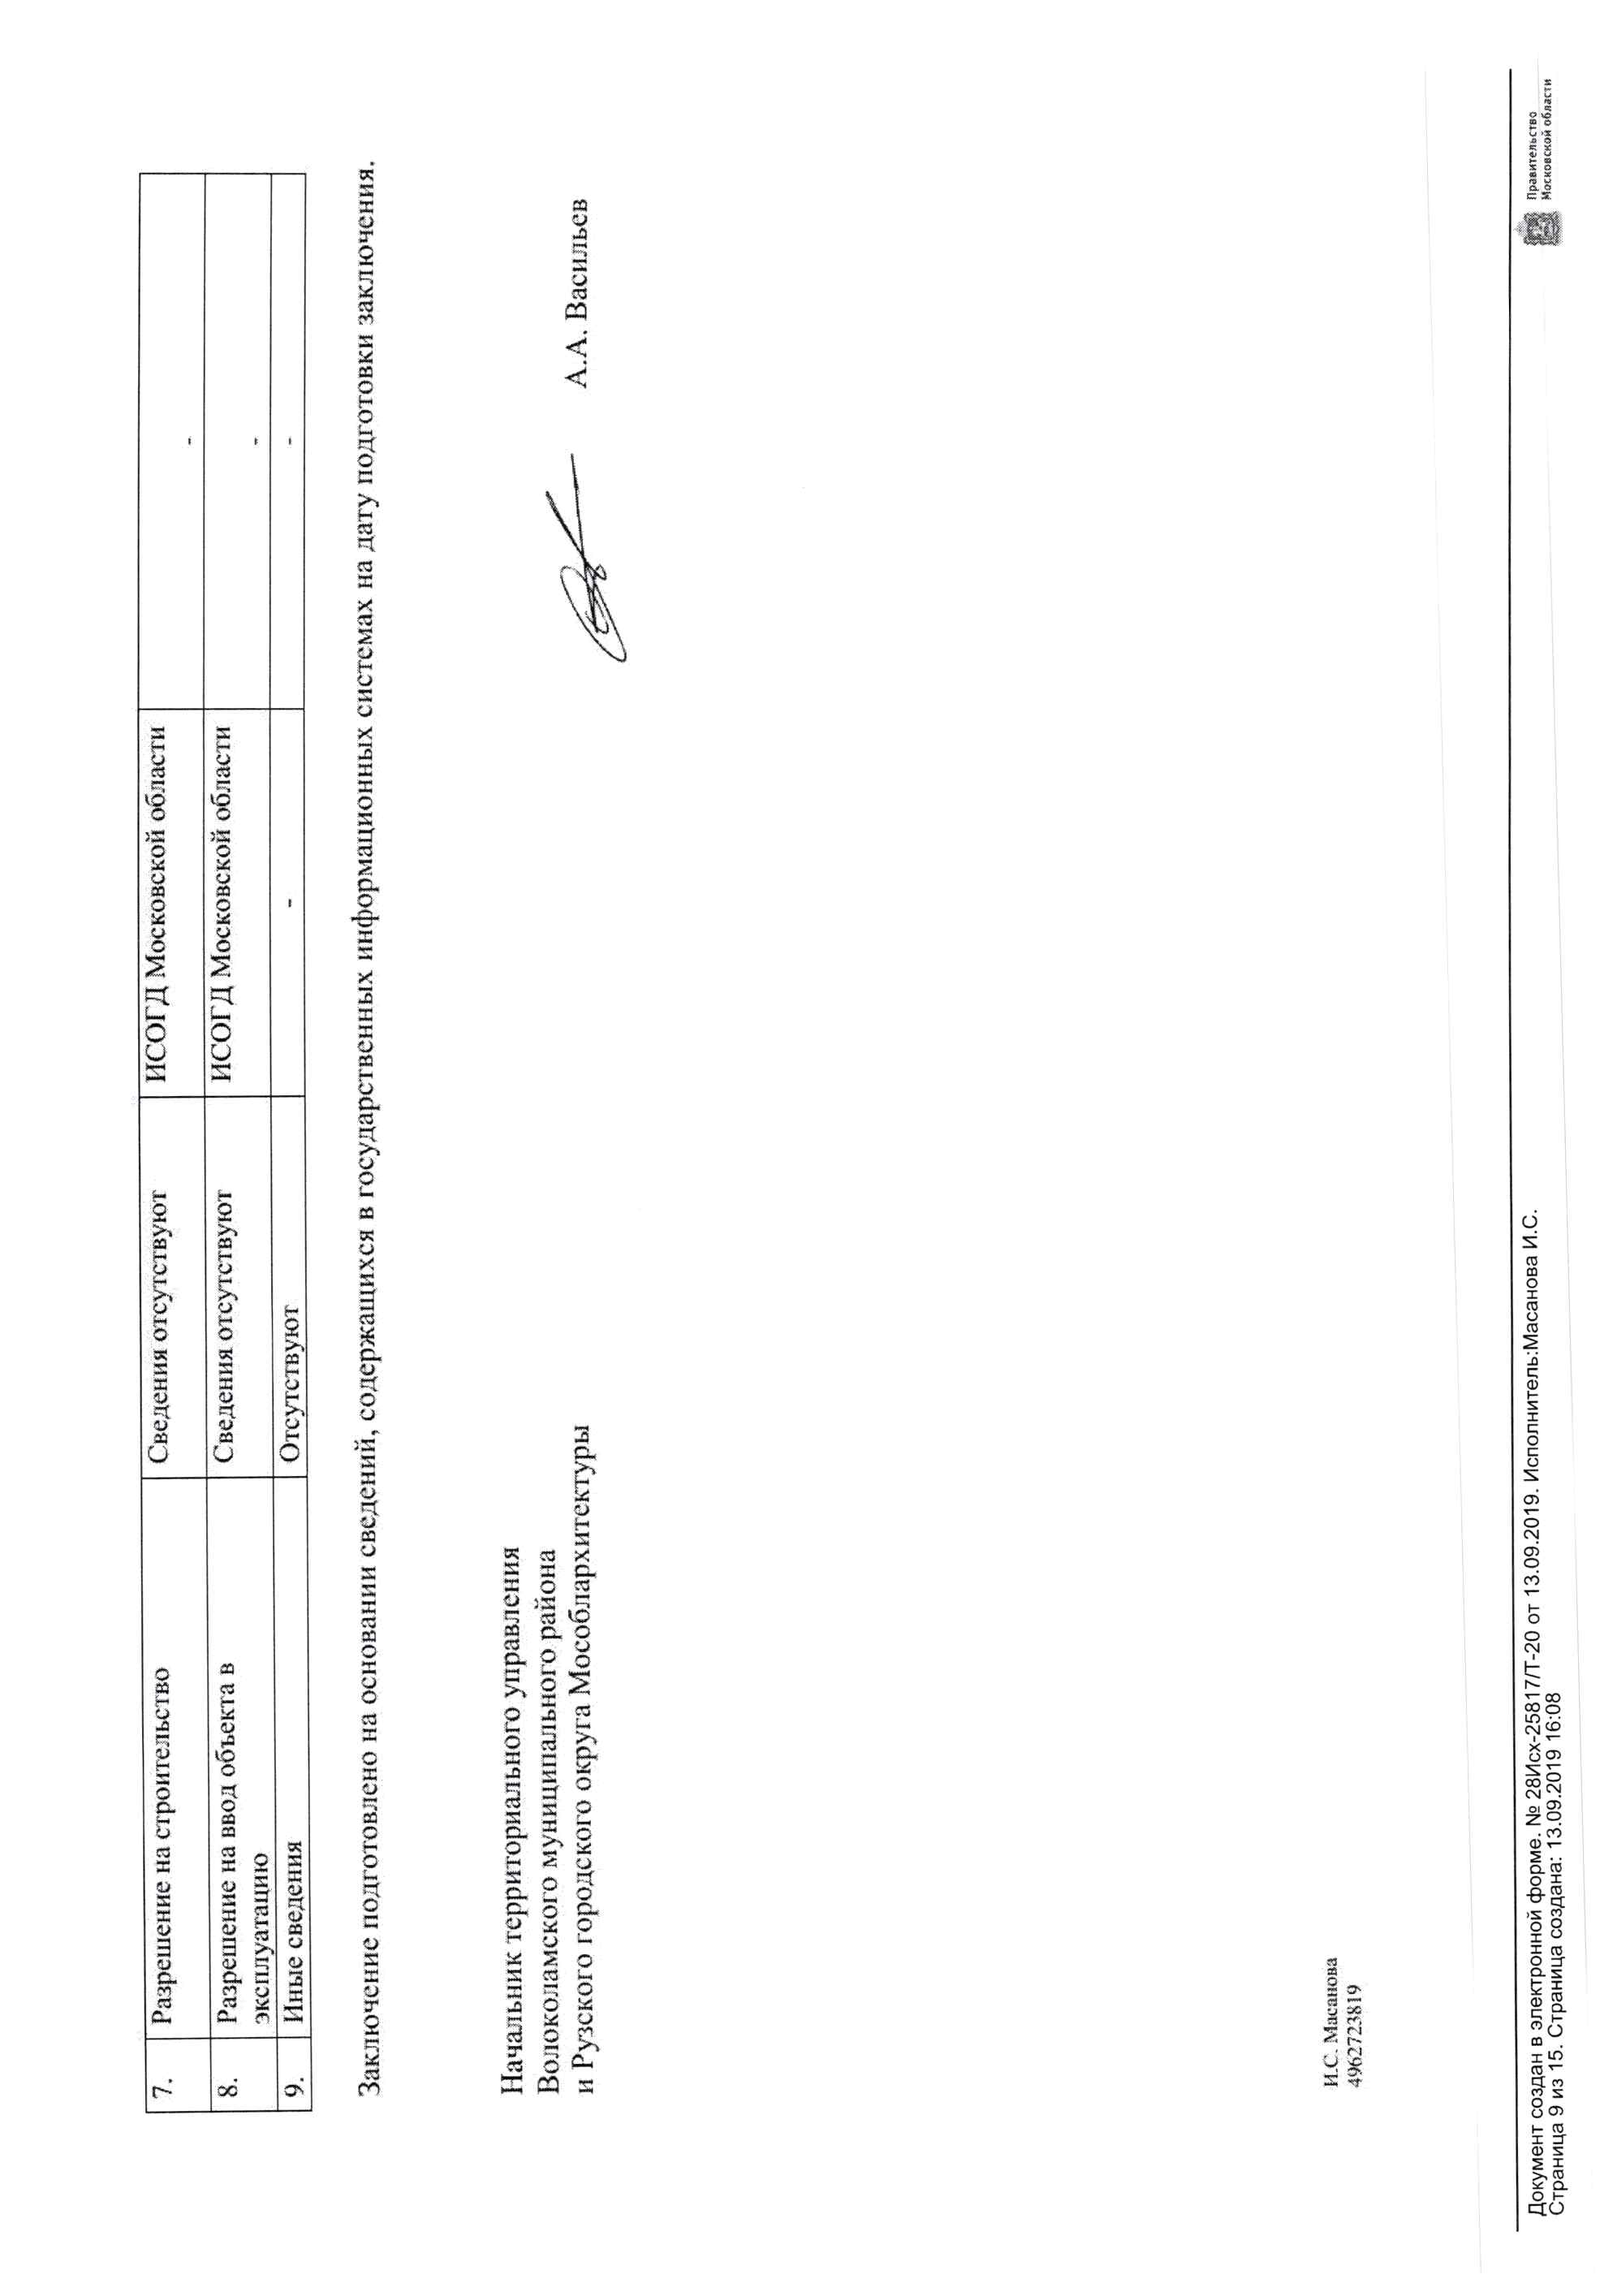 7. Разрешение на строительство Сведения отсутствуют ИСОГД Московской области -
8. Разрешение на ввод объекта в Сведения отсутствуют ИСОГД Московской области
эксплуатацию -
9. Иные сведения Отсутствуют - -
Заключение подготовлено на основании сведений, содержащихся в государственных информационных системах на дату подготовки заключения.
Начальник территориального управления
Волоколамского муниципального района
и Рузского городского округа Мособлархитектуры А.А. Васильев
И.С. Масанова
4962723819
Документ создан в электронной форме. № 28Исх-25817/Т-20 от 13.09.2019. Исполнитель:Масанова И.С.
Страница 9 из 15. Страница создана: 13.09.2019 16:08
Правительство
Московской области